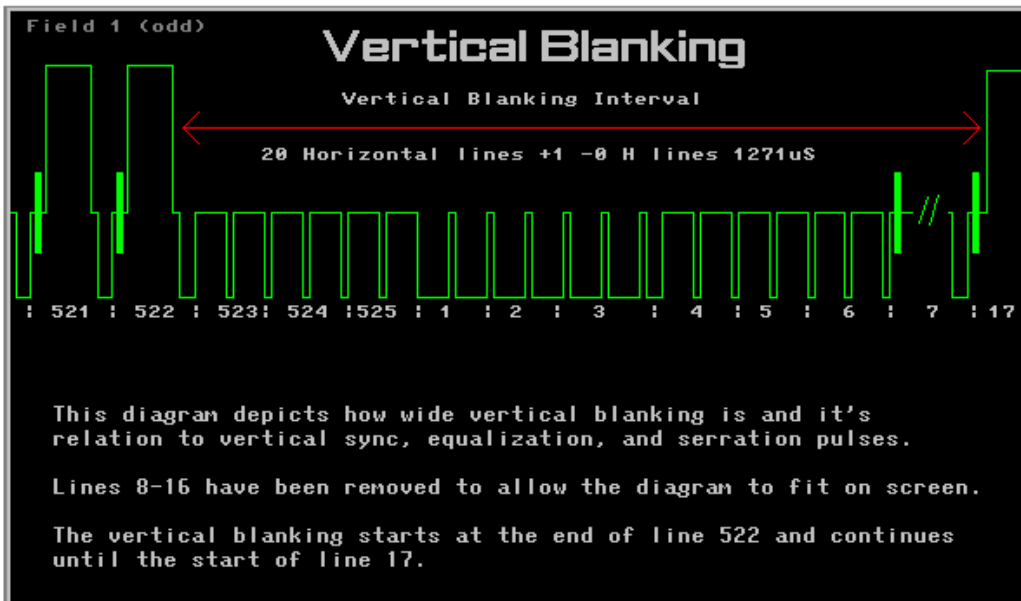 Field 1 (odd)
Vertical Blanking
Vertical Blanking Interval
20 Horizontal lines +1 -0 H lines 1271uS
¦ 521 ¦ 522 ¦ 523¦ 524 ¦525 ¦ 1 ¦ 2 ¦ 3 ¦ 4 ¦ 5 ¦ 6 ¦ 7 ¦ 17
This diagram depicts how wide vertical blanking is and it's
relation to vertical sync, equalization, and serration pulses.
Lines 8-16 have been removed to allow the diagram to fit on screen.
The vertical blanking starts at the end of line 522 and continues
until the start of line 17.